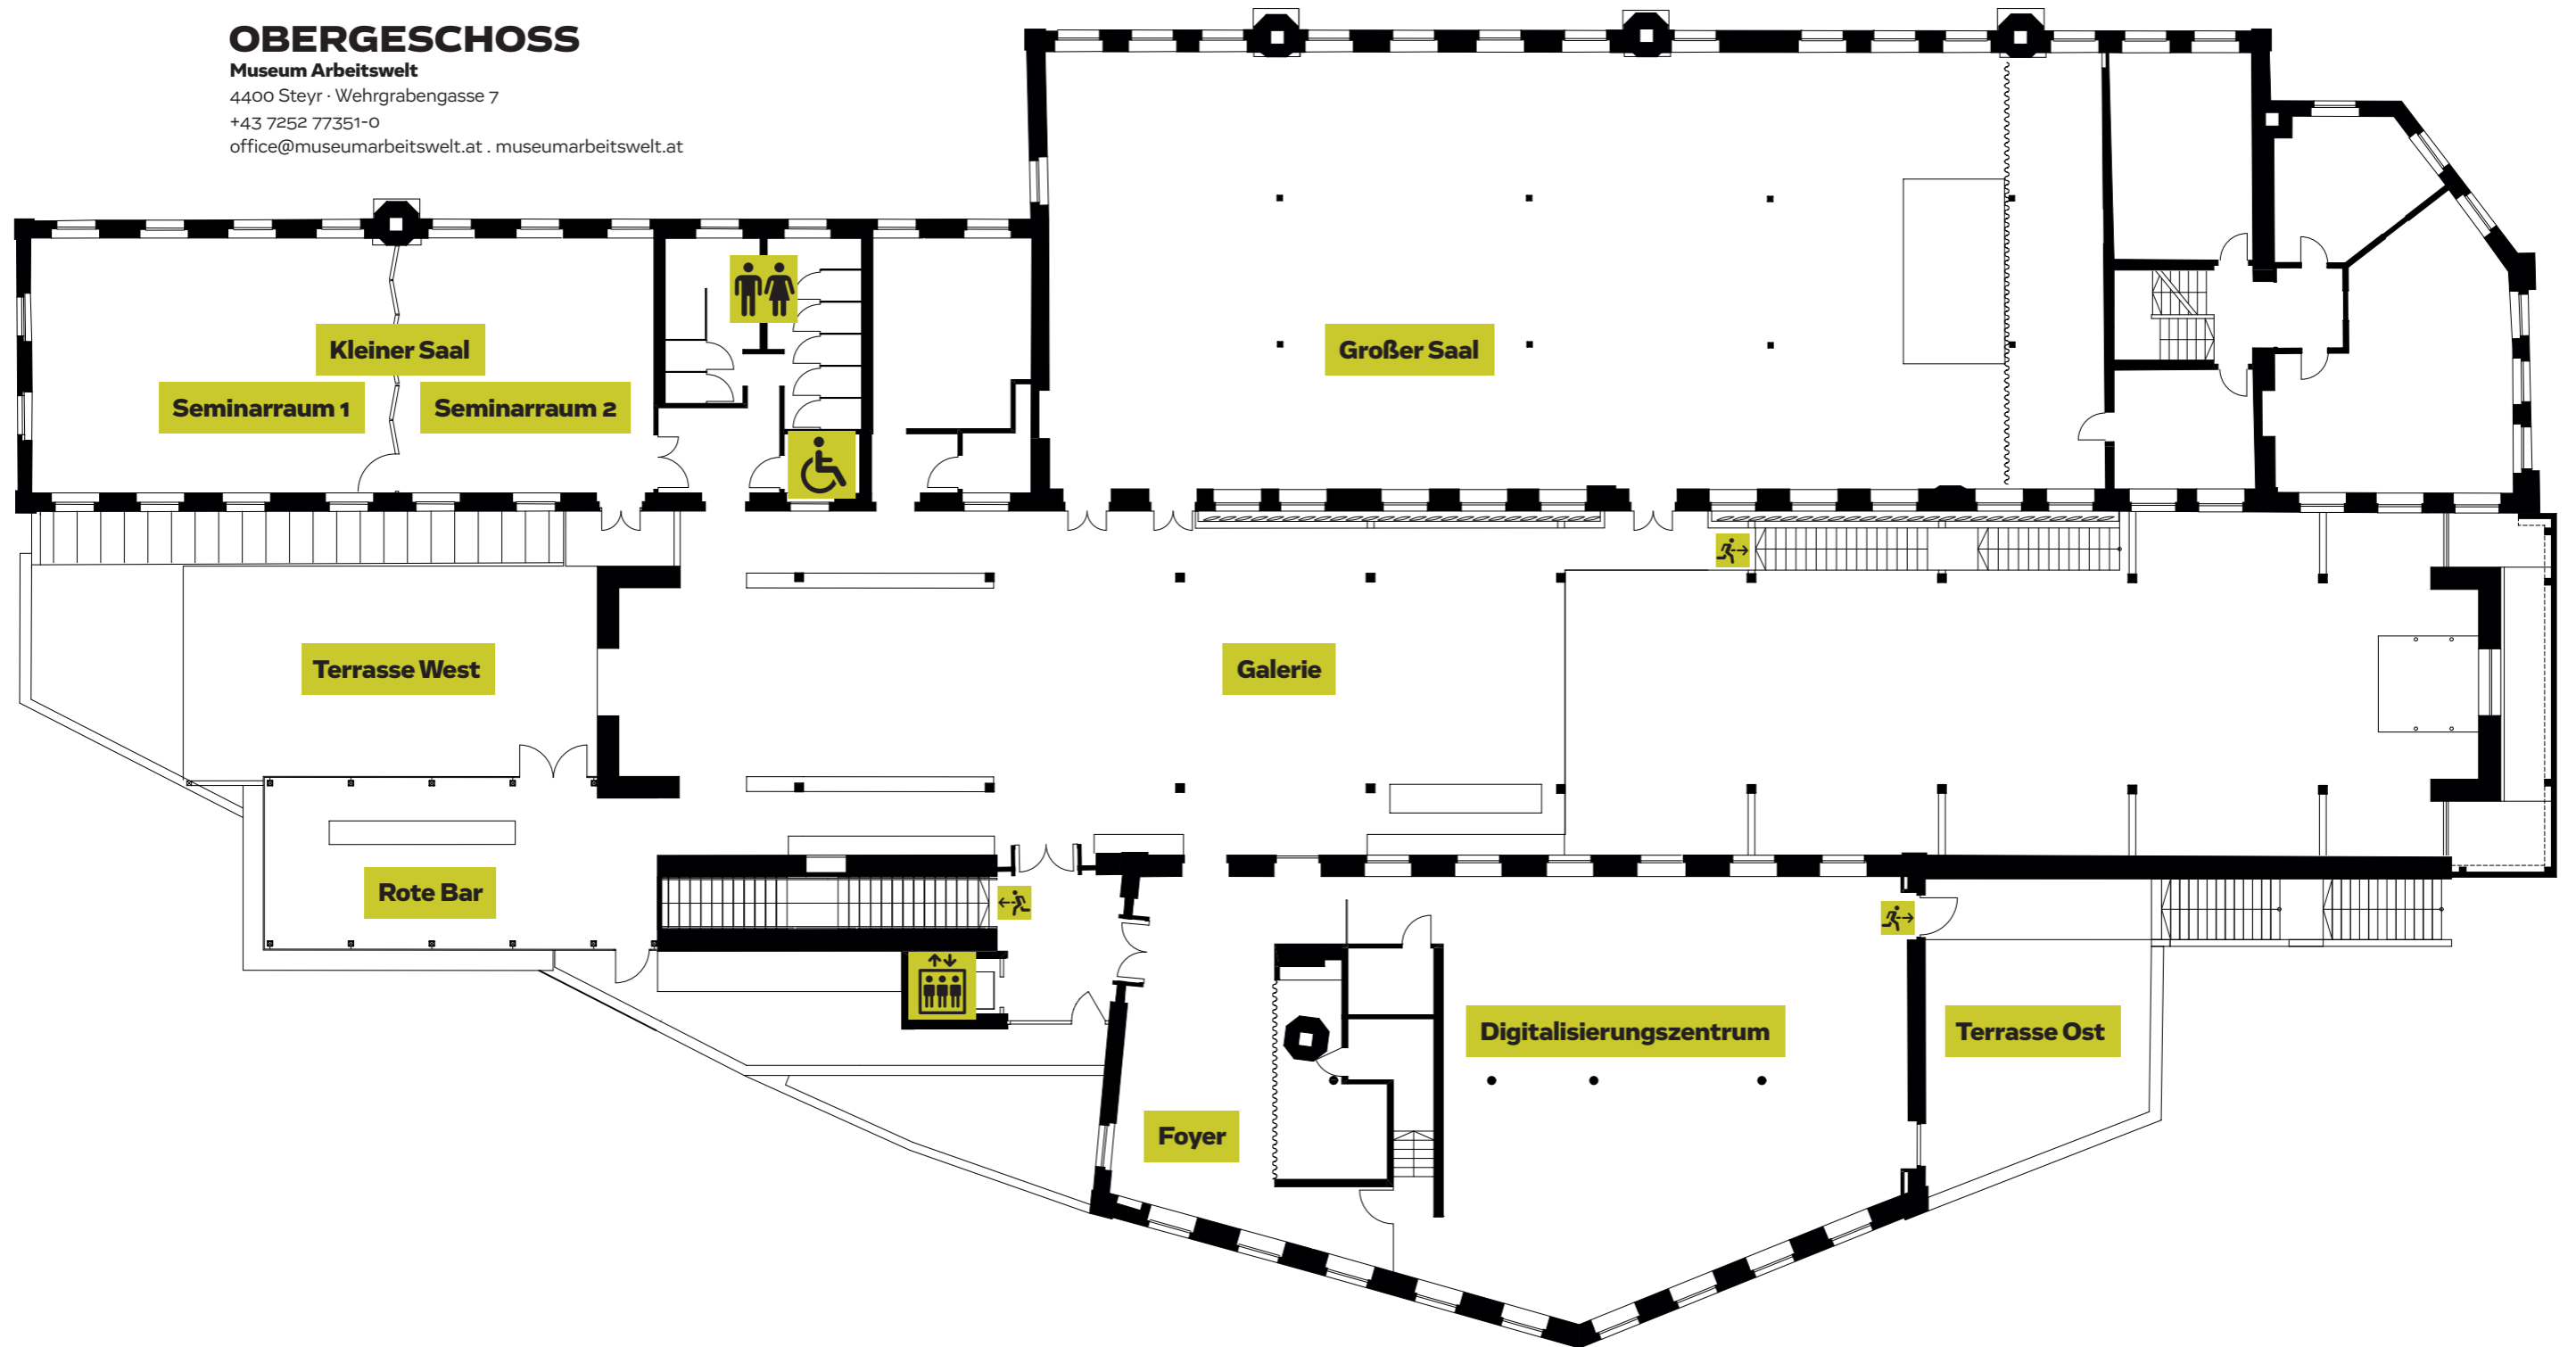 OBERGESCHOSS
Museum Arbeitswelt
4400 Steyr · Wehrgrabengasse 7
+43 7252 77351-0
office@museumarbeitswelt.at . museumarbeitswelt.at
Kleiner Saal
Großer Saal
Seminarraum 1
Seminarraum 2
Terrasse West
Galerie
Rote Bar
Digitalisierungszentrum
Terrasse Ost
Foyer